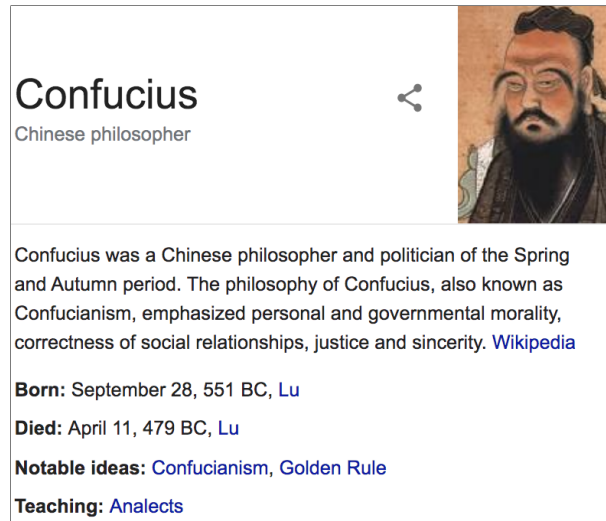 Confucius
Chinese philosopher
Confucius was a Chinese philosopher and politician of the Spring
and Autumn period. The philosophy of Confucius, also known as
Confucianism, emphasized personal and governmental morality,
correctness of social relationships, justice and sincerity. Wikipedia
Born: September 28, 551 BC, Lu
Died: April 11, 479 BC, Lu
Notable ideas: Confucianism, Golden Rule
Teaching: Analects